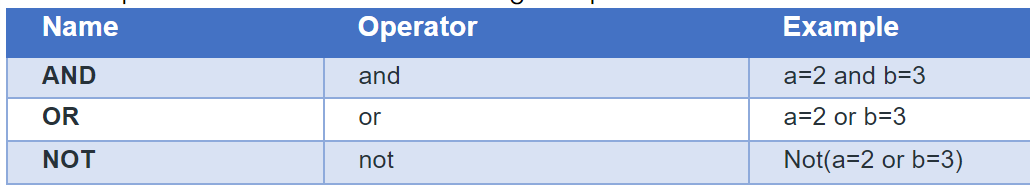 Name Operator Example
AND and a=2 and b=3
OR or a=2 or b=3
NOT not Not(a=2 or b=3)